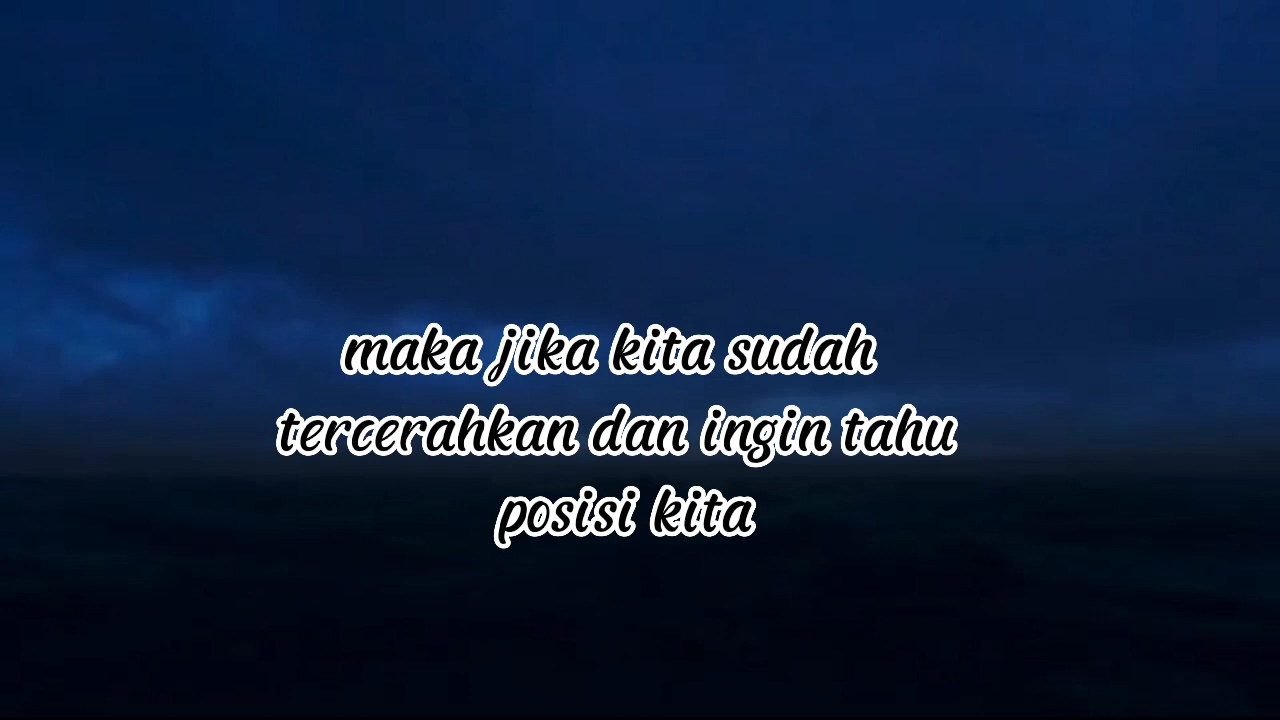 maka jika kita sudah
tercerahkan dan ingin tahu
posisi kita